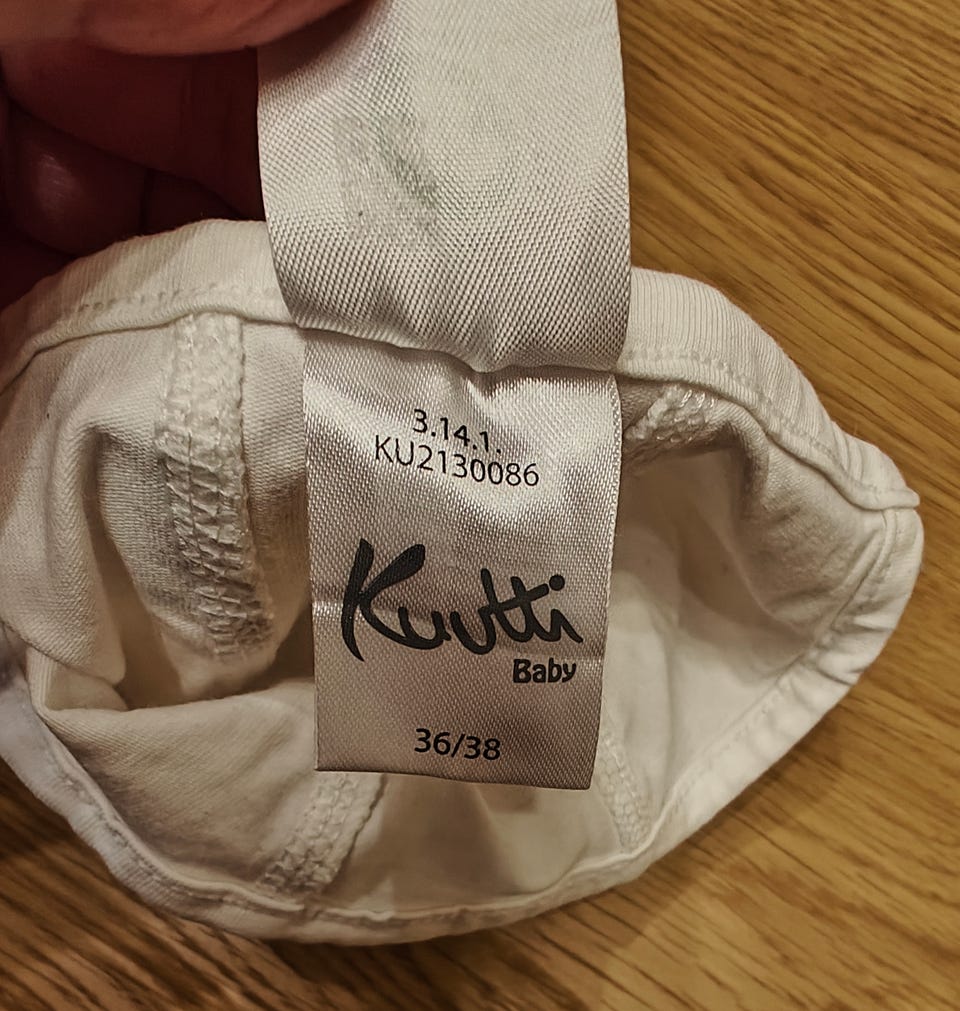 3.14.1.
KU2130086
Kuutti
Baby
36/38